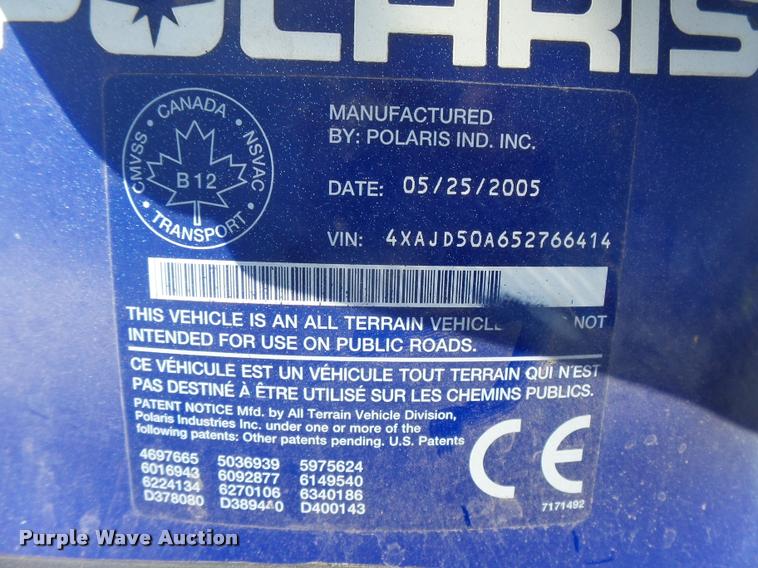 POLARIS
CANADA
CMVSS
NSVAC
B12
TRANSPORT
MANUFACTURED
BY: POLARIS IND. INC.
DATE: 05/25/2005
VIN: 4XAJD50A652766414
THIS VEHICLE IS AN ALL TERRAIN VEHICLE NOT
INTENDED FOR USE ON PUBLIC ROADS.
CE VÉHICULE EST UN VÉHICULE TOUT TERRAIN QUI N'EST
PAS DESTINÉ À ÊTRE UTILISÉ SUR LES CHEMINS PUBLICS.
PATENT NOTICE Mfd. by All Terrain Vehicle Division,
Polaris Industries Inc. under one or more of the
following patents: Other patents pending. U.S. Patents
4697665 5036939 5975624
6016943 6092877 6149540
6224134 6270106 6340186
D378080 D389440 D400143
CE
7171492
Purple Wave Auction